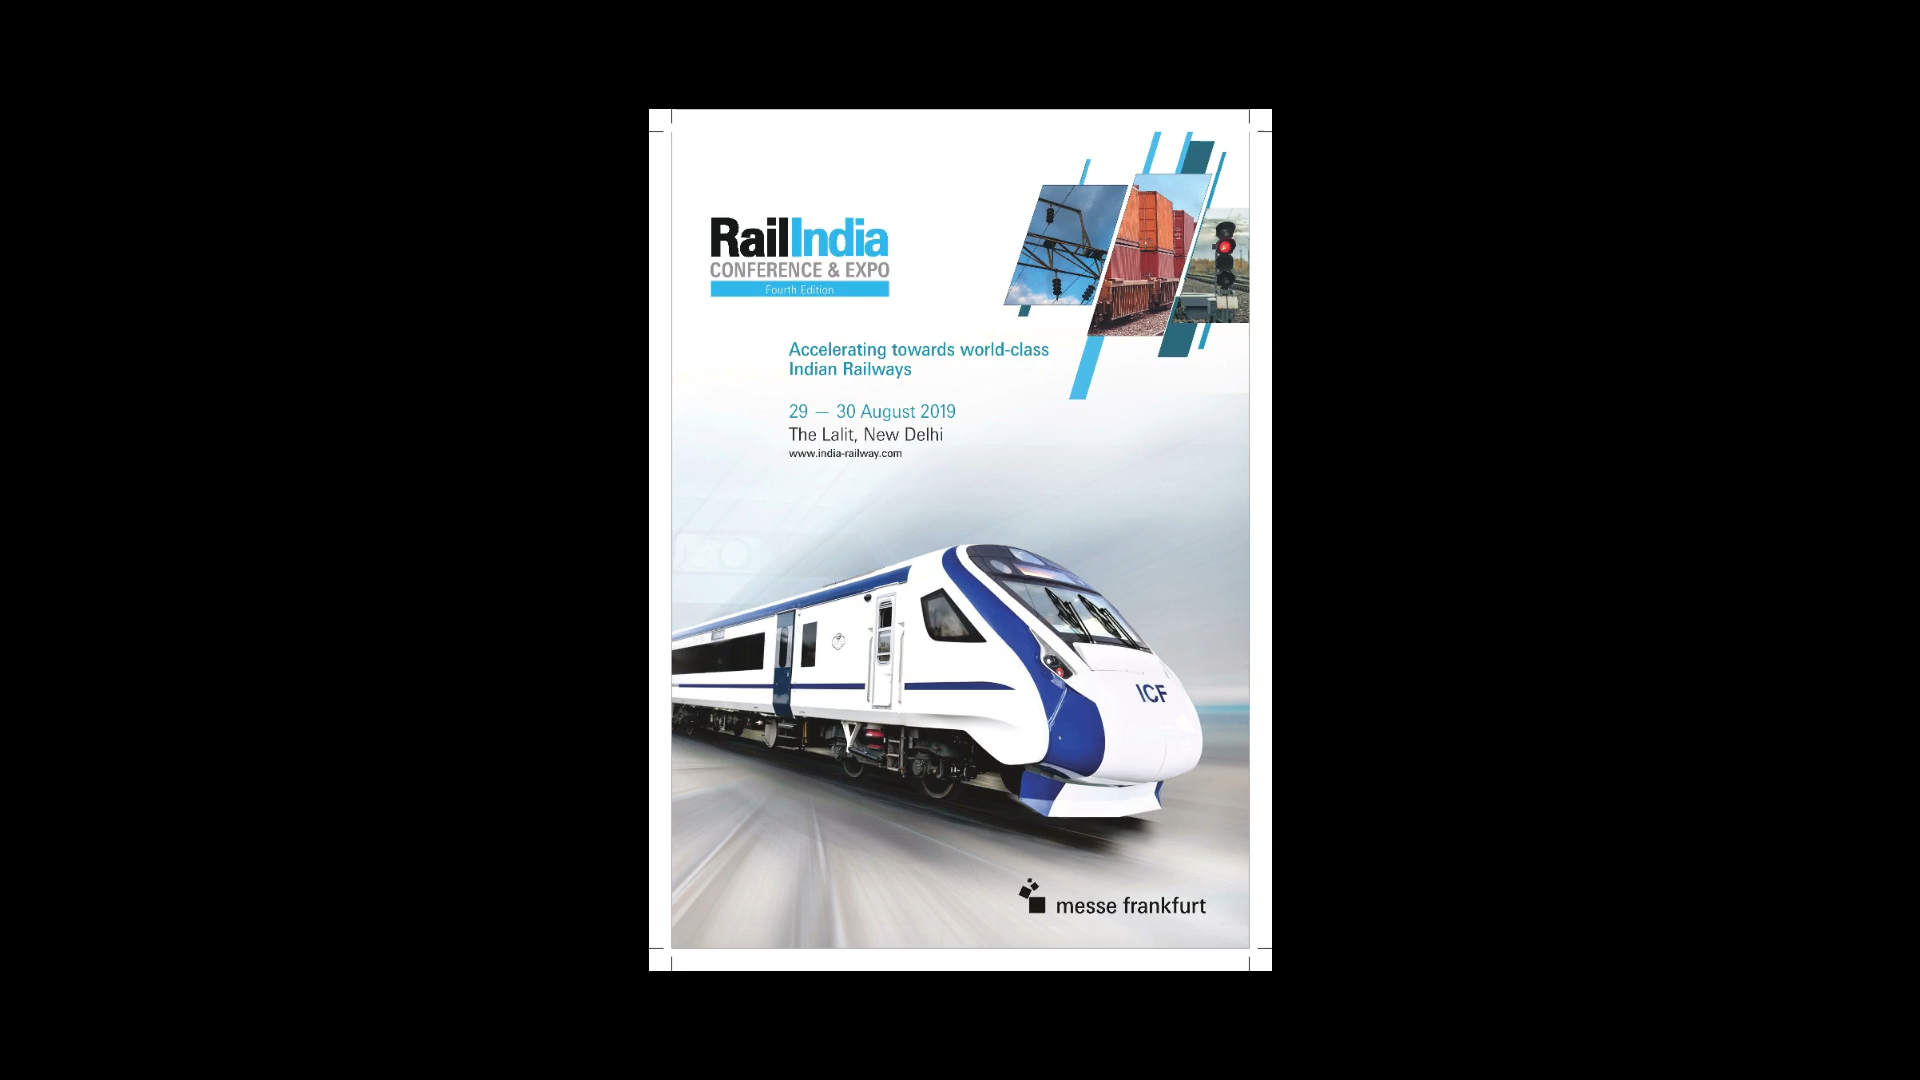 RailIndia
CONFERENCE & EXPO
Fourth Edition
Accelerating towards world-class
Indian Railways
29 — 30 August 2019
The Lalit, New Delhi
www.india-railway.com
ICF
messe frankfurt